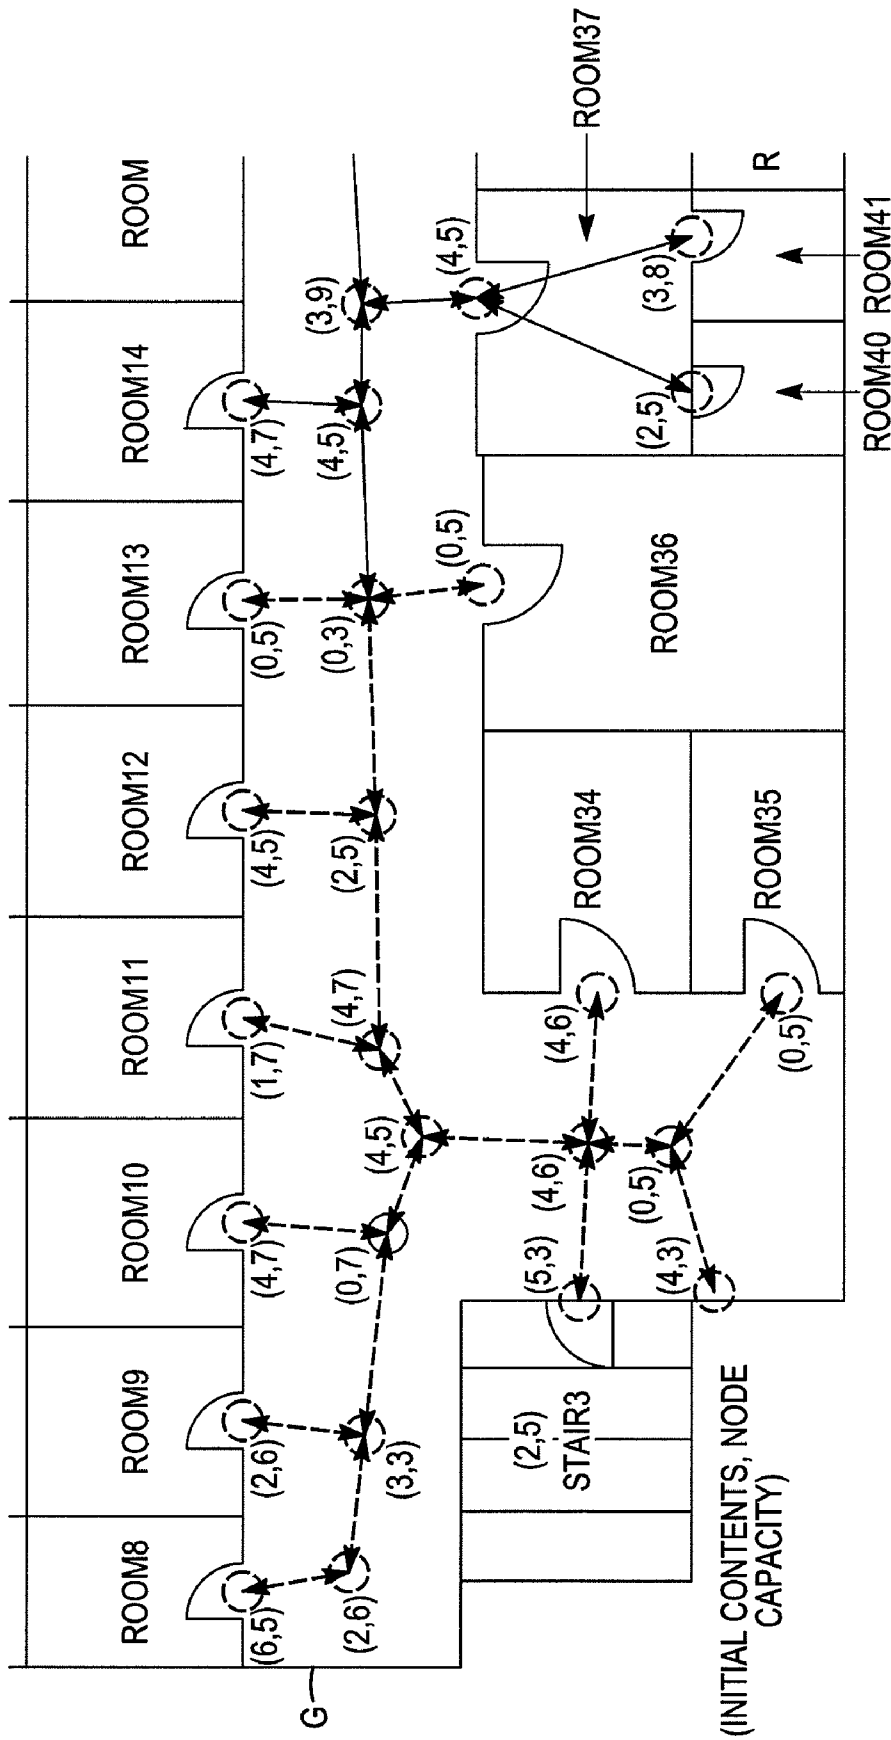 ROOM8
ROOM9
ROOM10
ROOM11
ROOM12
ROOM13
ROOM14
ROOM
(6,5)
(2,6)
(4,7)
(1,7)
(4,5)
(0,5)
(4,7)
G
(2,6)
(3,3)
(0,7)
(4,5)
(4,7)
(2,5)
(0,3)
(4,5)
(3,9)
(0,5)
(4,5)
(5,3)
(4,6)
(4,6)
(4,3)
(0,5)
(0,5)
(2,5)
STAIR3
ROOM34
ROOM35
ROOM36
ROOM37
(2,5)
(3,8)
R
ROOM40
ROOM41
(INITIAL CONTENTS, NODE
CAPACITY)